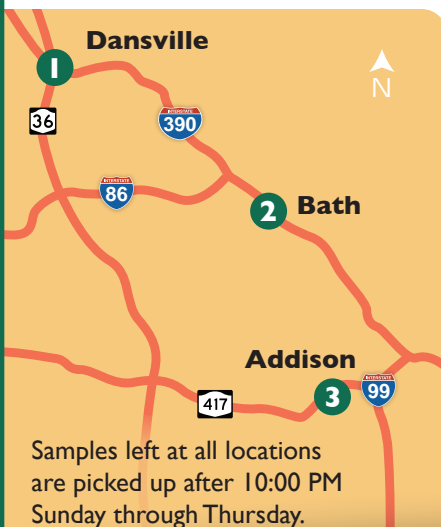 Dansville
1
N
36
INTERSTATE
390
INTERSTATE
86
2 Bath
Addison
INTERSTATE
99
3
417
Samples left at all locations
are picked up after 10:00 PM
Sunday through Thursday.